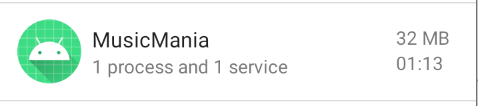 MusicMania
32 MB
1 process and 1 service
01:13